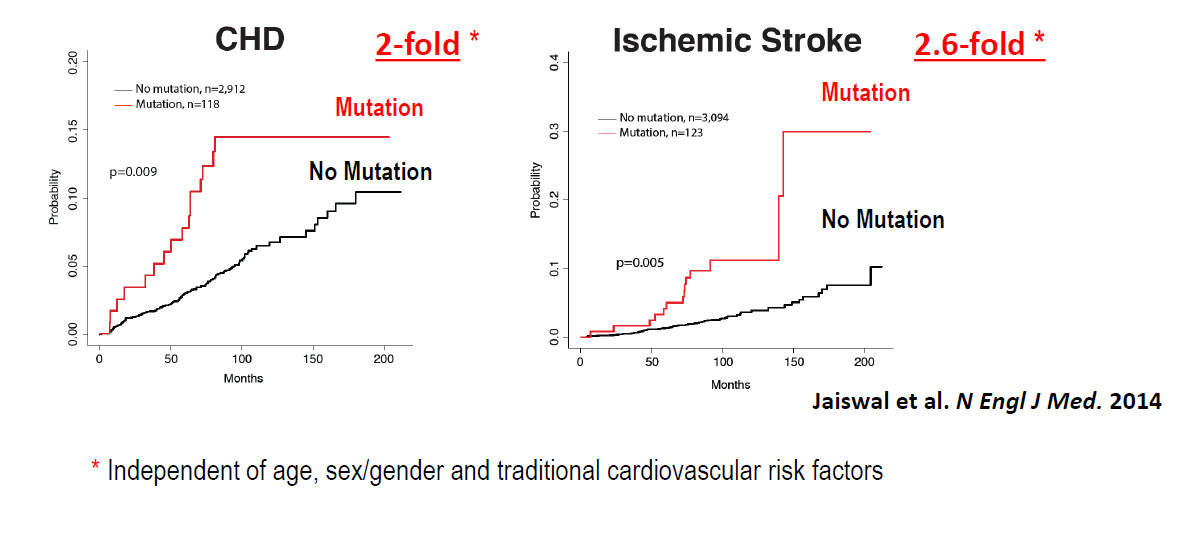 CHD
2-fold *
0.20
0.15
0.10
0.05
0.00
Probability
No mutation, n=2,912
Mutation, n=118
Mutation
p=0.009
No Mutation
0 50 100 150 200
Months
Ischemic Stroke
2.6-fold *
0.4
0.3
0.2
0.1
0.0
Probability
Mutation
No mutation, n=3,094
Mutation, n=123
No Mutation
p=0.005
0 50 100 150 200
Months
Jaiswal et al. N Engl J Med. 2014
* Independent of age, sex/gender and traditional cardiovascular risk factors